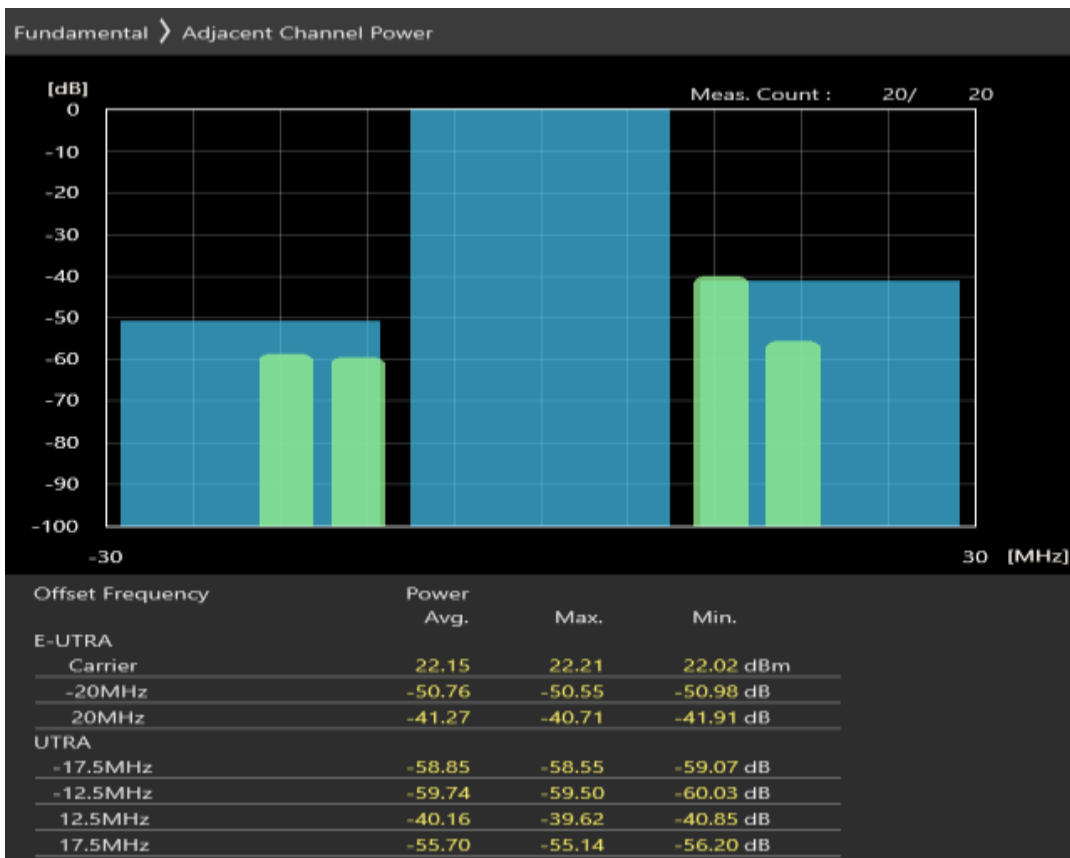 Fundamental ❯ Adjacent Channel Power
[dB]
Meas. Count : 20/ 20
0
-10
-20
-30
-40
-50
-60
-70
-80
-90
-100
-30 30 [MHz]
Offset Frequency Power
Avg. Max. Min.
E-UTRA
Carrier 22.15 22.21 22.02 dBm
-20MHz -50.76 -50.55 -50.98 dB
20MHz -41.27 -40.71 -41.91 dB
UTRA
-17.5MHz -58.85 -58.55 -59.07 dB
-12.5MHz -59.74 -59.50 -60.03 dB
12.5MHz -40.16 -39.62 -40.85 dB
17.5MHz -55.70 -55.14 -56.20 dB